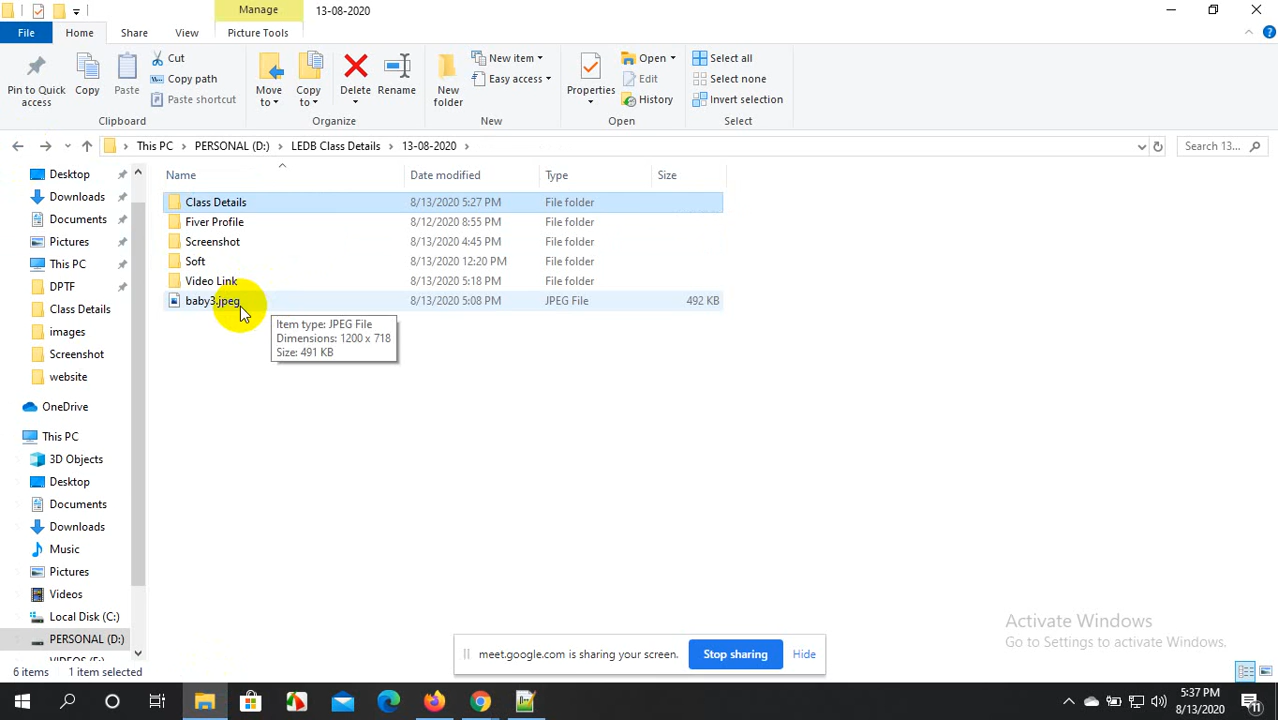 Manage
13-08-2020
File
Home
Share
View
Picture Tools
Pin to Quick access
Copy
Paste
Cut
Copy path
Paste shortcut
Clipboard
Move to
Copy to
Delete
Rename
Organize
New folder
New item
Easy access
New
Properties
Open
Edit
History
Open
Select all
Select none
Invert selection
Select
This PC
PERSONAL (D:)
LEDB Class Details
13-08-2020
Search 13...
Name
Date modified
Type
Size
Class Details 8/13/2020 5:27 PM File folder
Fiver Profile 8/12/2020 8:55 PM File folder
Screenshot 8/13/2020 4:45 PM File folder
Soft 8/13/2020 12:20 PM File folder
Video Link 8/13/2020 5:18 PM File folder
baby3.jpeg 8/13/2020 5:08 PM JPEG File 492 KB
Item type: JPEG File
Dimensions: 1200 x 718
Size: 491 KB
Desktop
Downloads
Documents
Pictures
This PC
DPTF
Class Details
images
Screenshot
website
OneDrive
This PC
3D Objects
Desktop
Documents
Downloads
Music
Pictures
Videos
Local Disk (C:)
PERSONAL (D:)
Activate Windows
Go to Settings to activate Windows.
meet.google.com is sharing your screen.
Stop sharing
Hide
6 items
1 item selected
5:37 PM
8/13/2020
11